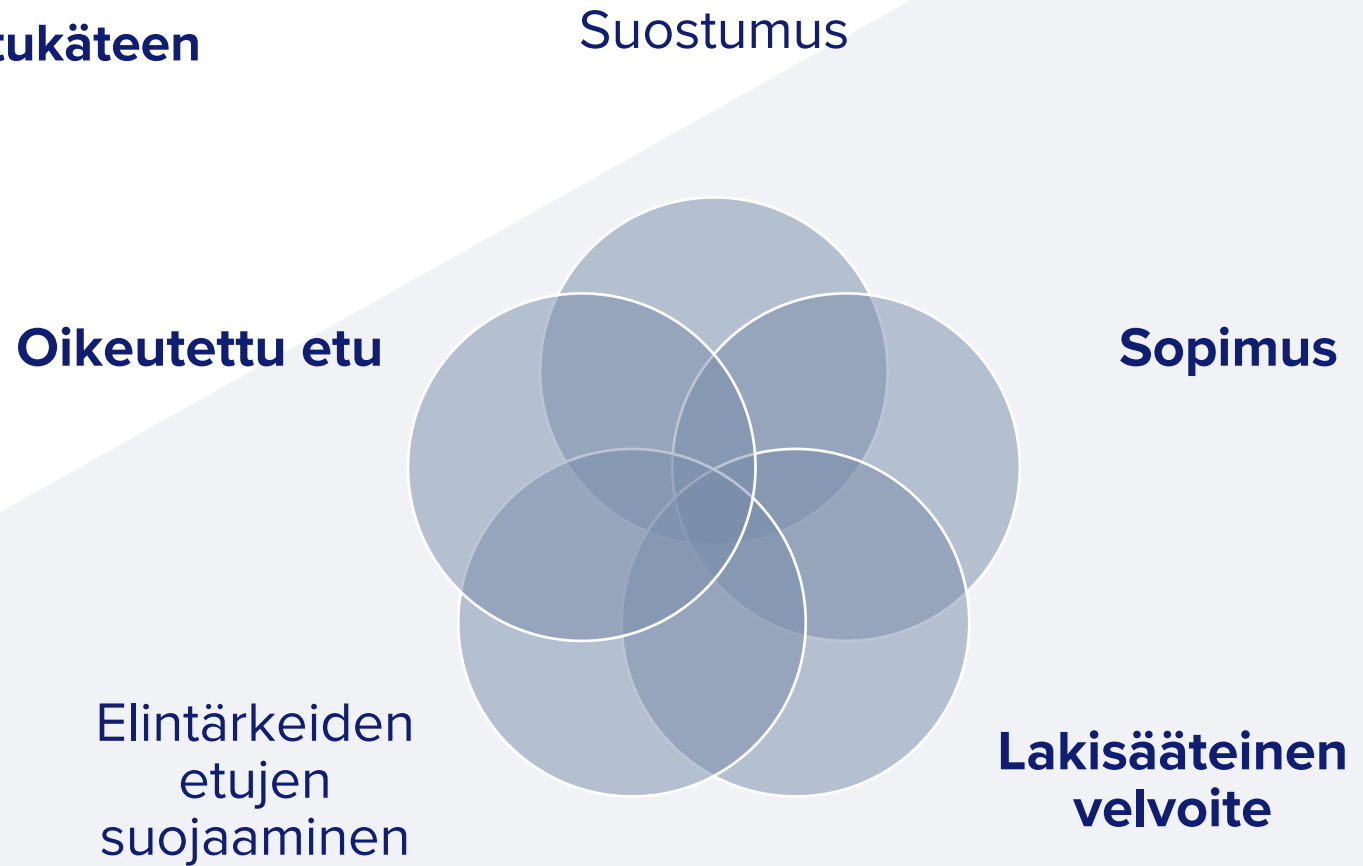 tukäteen
Suostumus
Oikeutettu etu
Sopimus
Elintärkeiden
etujen
suojaaminen
Lakisääteinen
velvoite